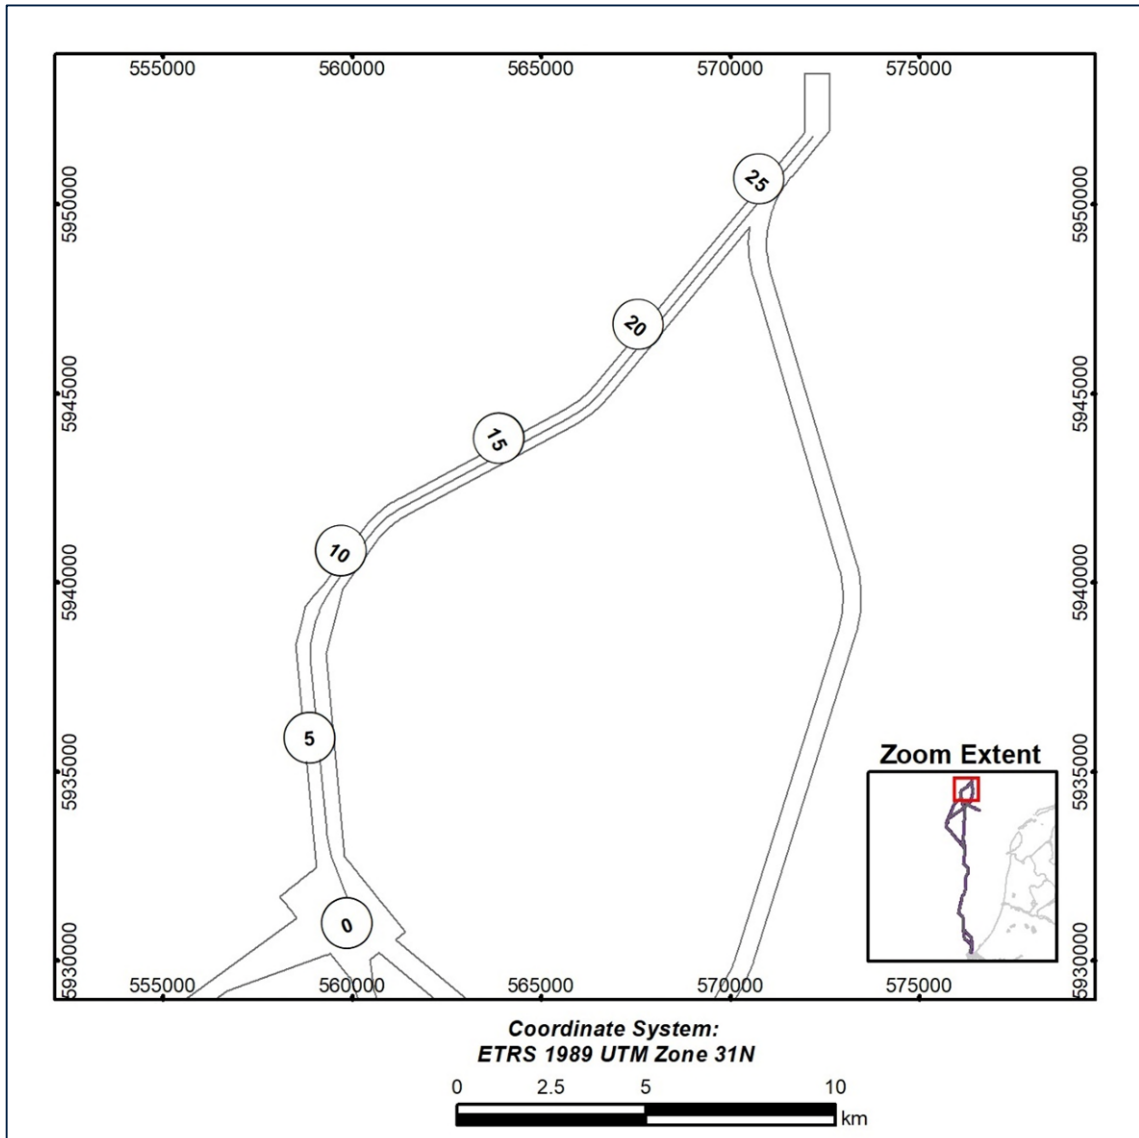 555000 560000 565000 570000 575000
25
5950000 5950000
20
5945000 5945000
15
10
5940000 5940000
5
5935000 5935000
Zoom Extent
0
5930000 5930000
555000 560000 565000 570000 575000
Coordinate System:
ETRS 1989 UTM Zone 31N
0 2.5 5 10
km